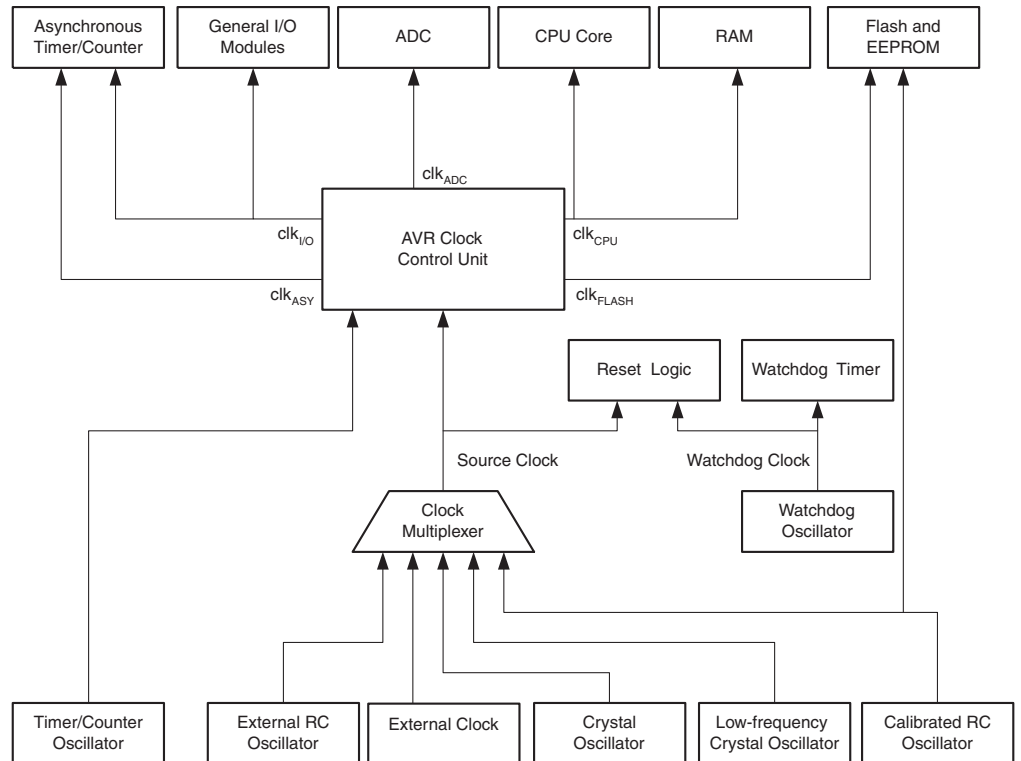 Asynchronous
Timer/Counter
General I/O
Modules
ADC
CPU Core
RAM
Flash and
EEPROM
clkADC
clkI/O
AVR Clock
Control Unit
clkCPU
clkASY
clkFLASH
Reset Logic
Watchdog Timer
Source Clock
Watchdog Clock
Clock
Multiplexer
Watchdog
Oscillator
Timer/Counter
Oscillator
External RC
Oscillator
External Clock
Crystal
Oscillator
Low-frequency
Crystal Oscillator
Calibrated RC
Oscillator